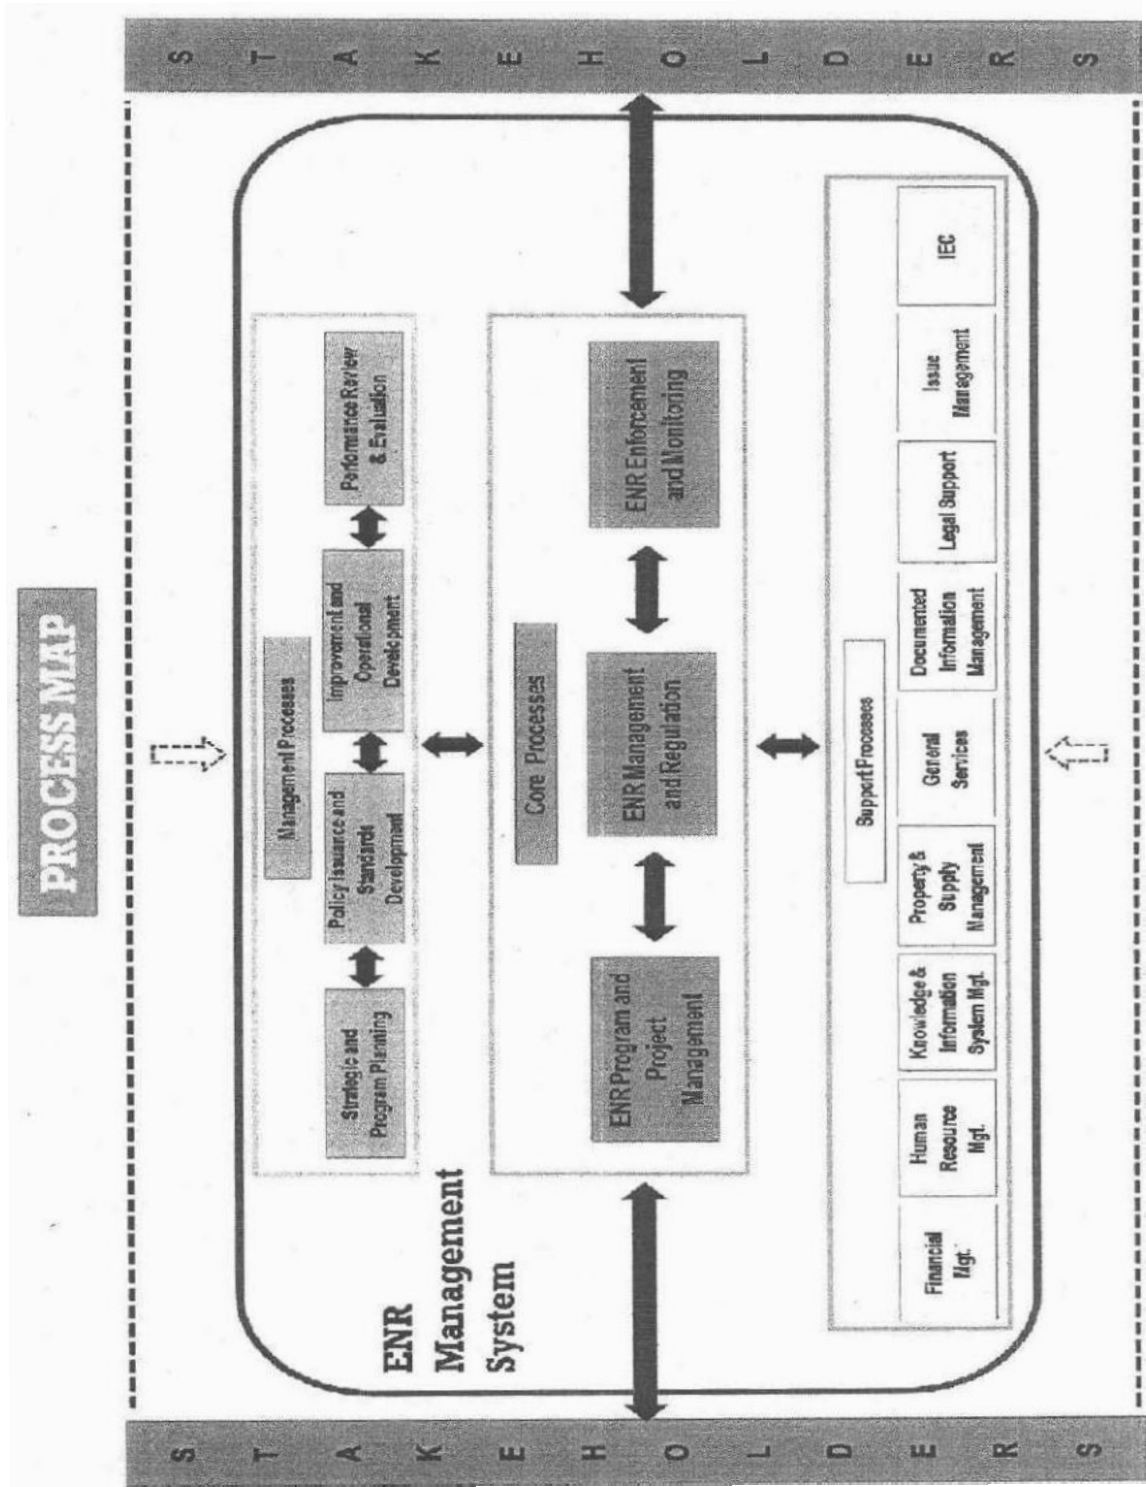 PROCESS MAP
S T A K E H O L D E R S
ENR
Management
System
Management Processes
Strategic and
Program Planning
Policy Issuance and
Standards
Development
Improvement and
Operational
Development
Performance Review
& Evaluation
Core Processes
ENR Program and
Project
Management
ENR Management
and Regulation
ENR Enforcement
and Monitoring
Support Processes
Financial
Mgt.
Human
Resource
Mgt.
Knowledge &
Information
System Mgt.
Property &
Supply
Management
General
Services
Documented
Information
Management
Legal Support
Issue
Management
IEC
S T A K E H O L D E R S